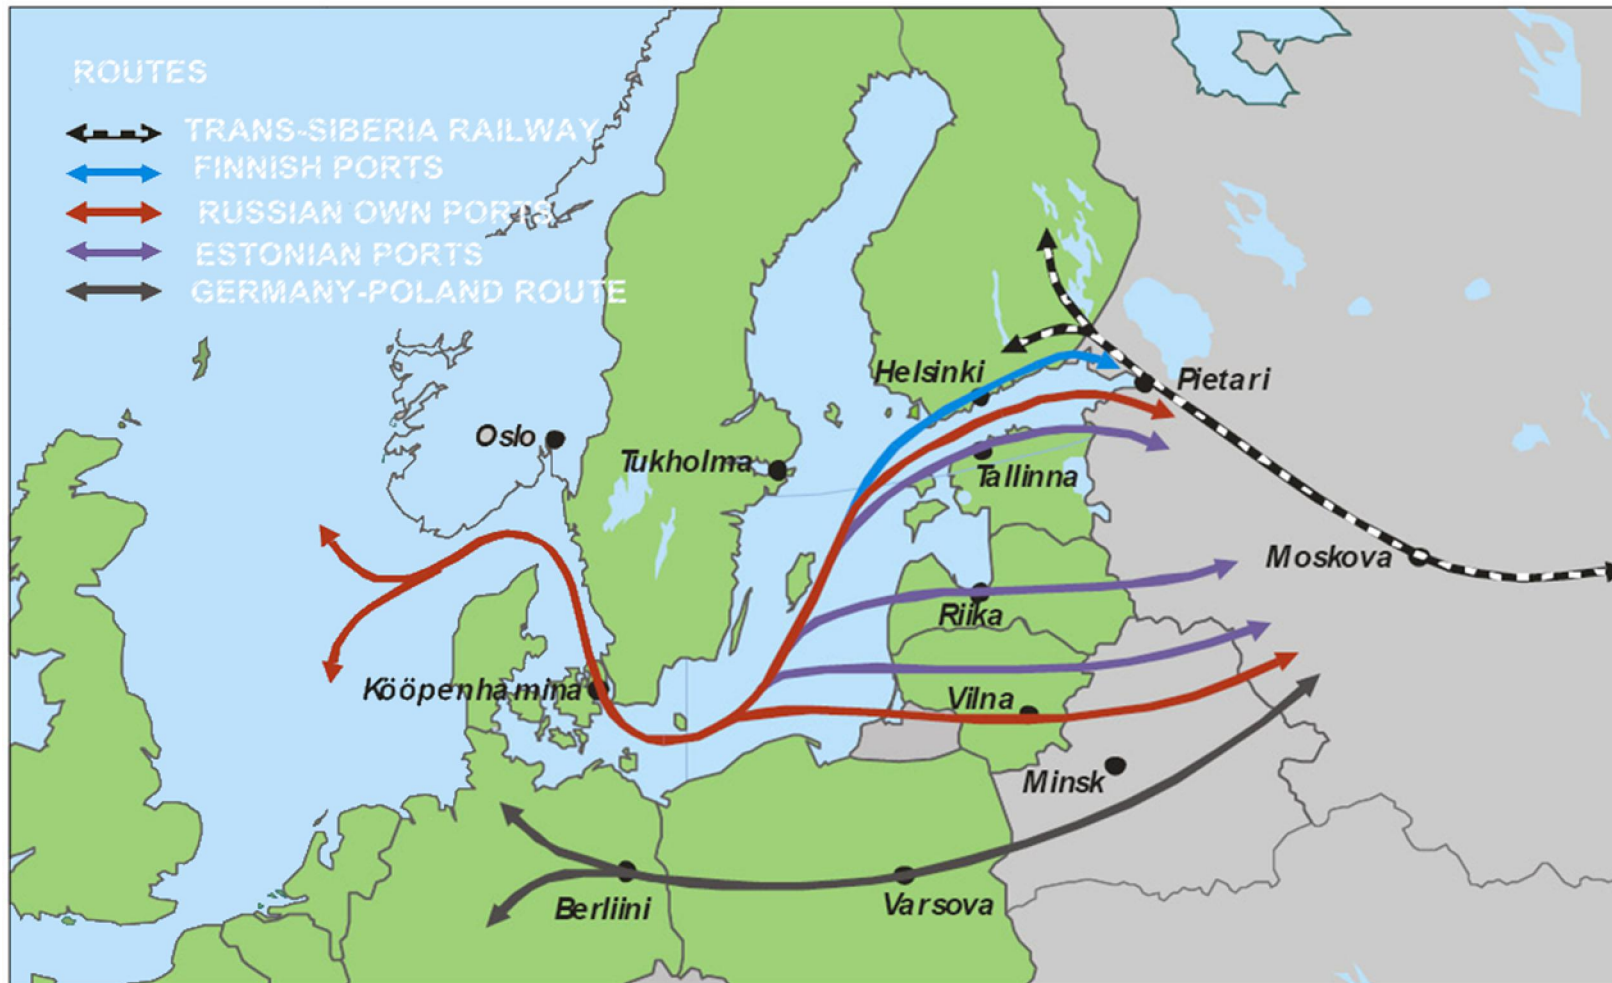 ROUTES
TRANS-SIBERIA RAILWAY
FINNISH PORTS
RUSSIAN OWN PORTS
ESTONIAN PORTS
GERMANY-POLAND ROUTE
Helsinki
Pietari
Oslo
Tukholma
Tallinna
Moskova
Riika
Kööpenhamina
Vilna
Minsk
Berliini
Varsova